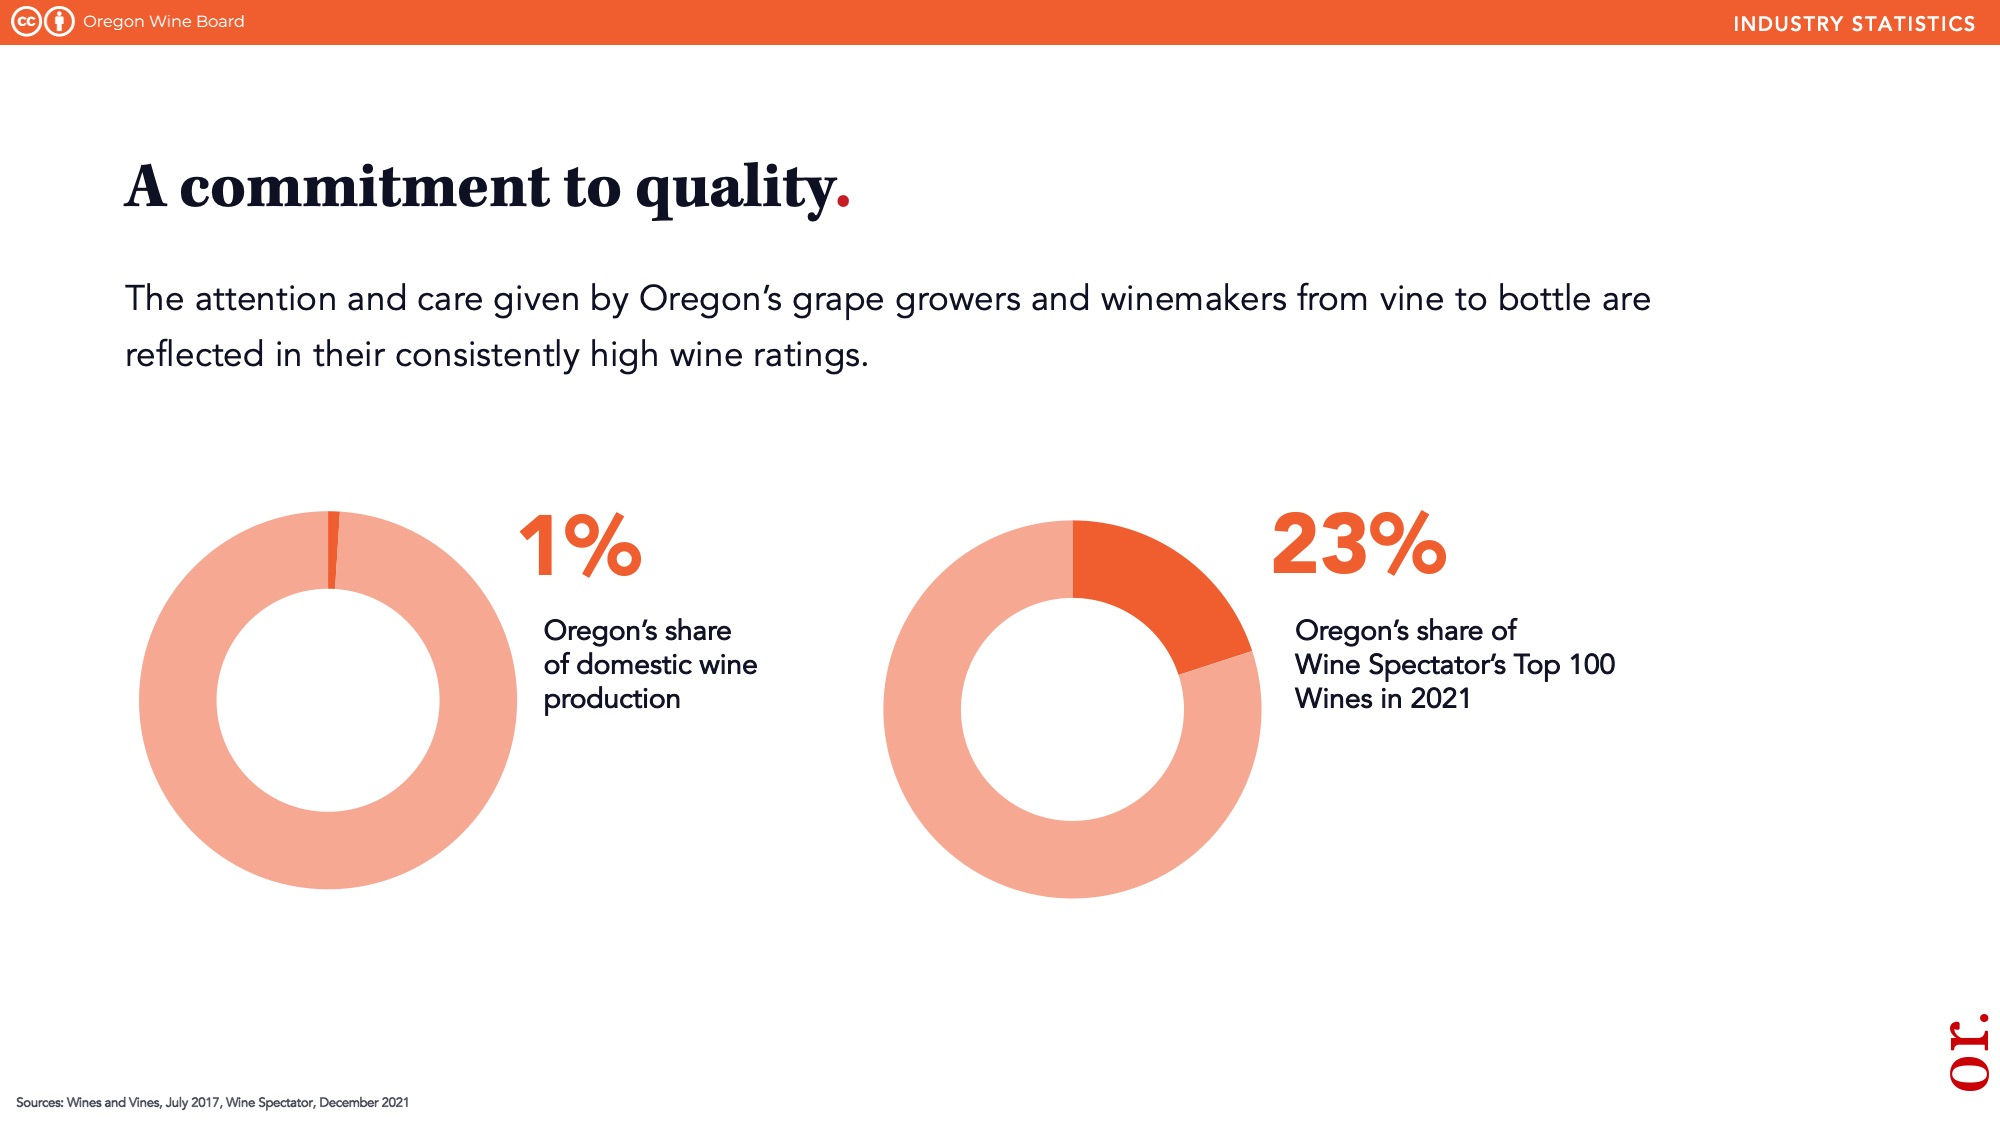 cc Oregon Wine Board
INDUSTRY STATISTICS
A commitment to quality.
The attention and care given by Oregon’s grape growers and winemakers from vine to bottle are
reflected in their consistently high wine ratings.
1%
Oregon’s share
of domestic wine
production
23%
Oregon’s share of
Wine Spectator’s Top 100
Wines in 2021
or.
Sources: Wines and Vines, July 2017, Wine Spectator, December 2021